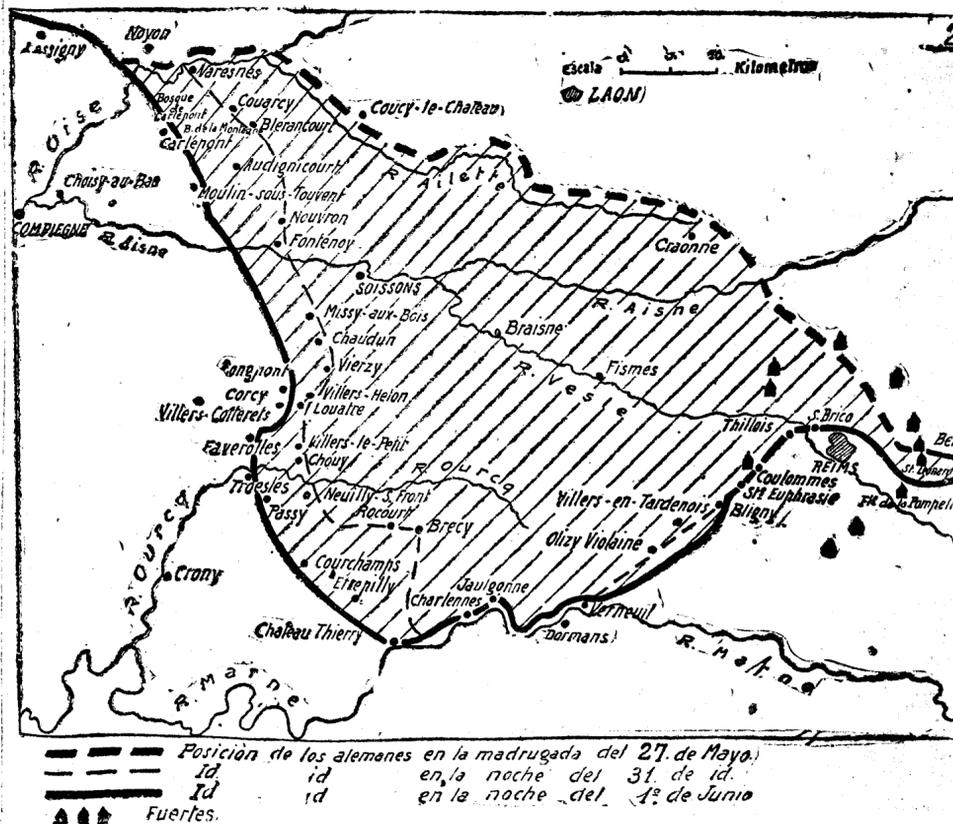 Lassigny
Noyon
Varesnes
Escala
Kilometros
LAON
Bosque
de
Carlepont
Couarcy
B. de la Montagne
Blerancourt
Coucy-le-Chateau
Carlepont
R. Oise
Audignicourt
R. Ailette
Choisy-au-Bac
Moulin-sous-Touvent
Nouvron
COMPIEGNE
R. Aisne
Fontenoy
Craonne
SOISSONS
R. Aisne
Missy-aux-Bois
Braisne
Chaudun
Vierzy
Fismes
R. Vesle
Longpont
Corcy
Villers-Helon
Louatre
Villers-Cotterets
Thillois
S. Brico
Faverolles
Villers-le-Petit
Chouy
R. Ourcq
REIMS
Troesles
Passy
Neuilly-S. Front
Coulommes
Sta Euphrasie
Villers-en-Tardenois
Bligny
Rocourt
Brecy
Olizy Violaine
Courchamps
Etrepilly
R. Ourcq
Crony
Jaulgonne
Charlennes
Verneuil
Chateau Thierry
Dormans
R. Marne
R. Marne
Posición de los alemanes en la madrugada del 27. de Mayo.
Id id en la noche del 31. de id.
Id id en la noche del 1º de Junio
Fuertes.